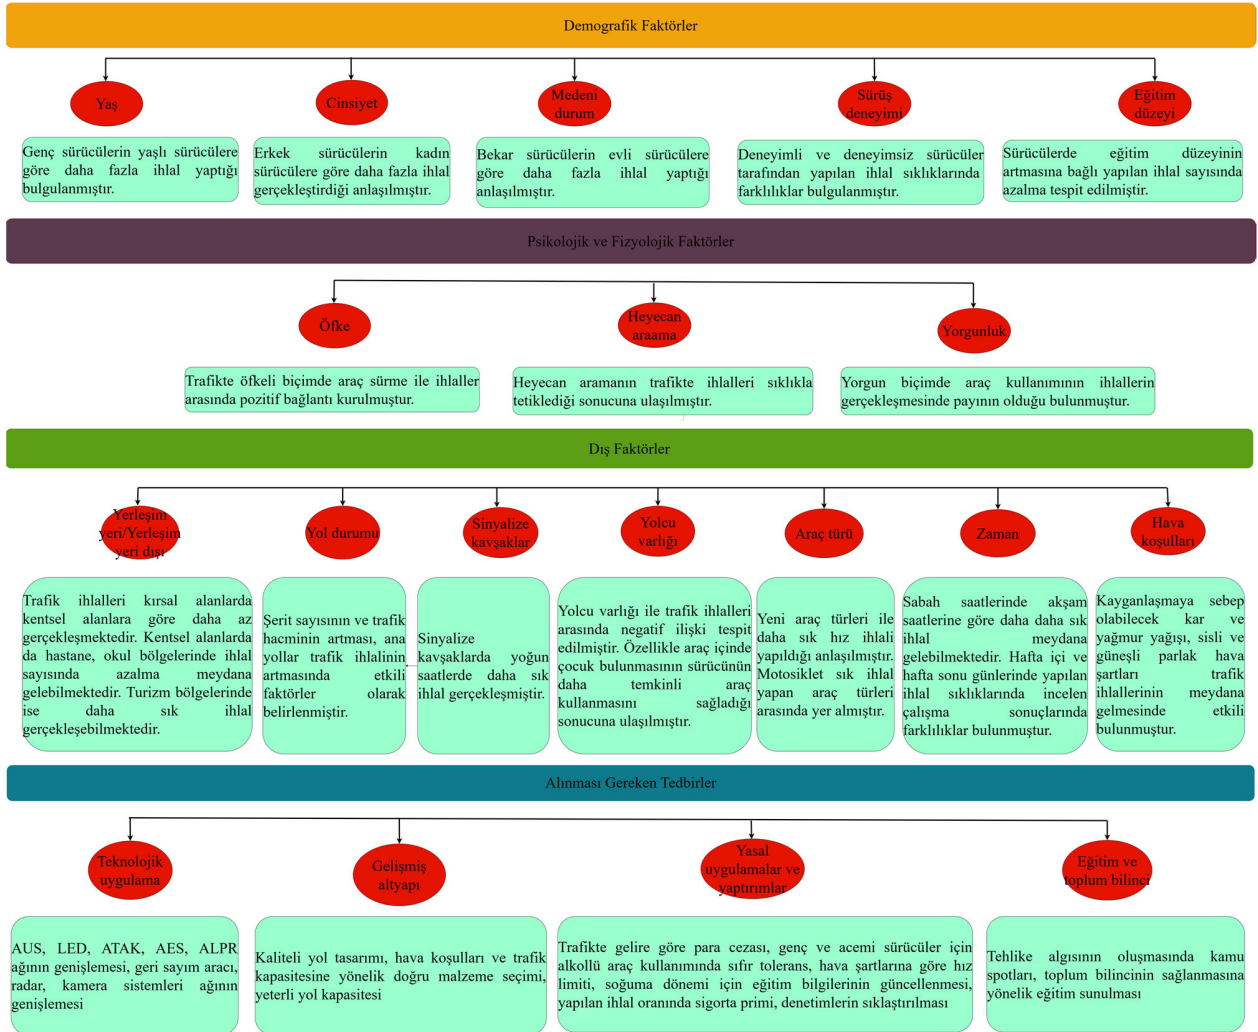 Demografik Faktörler
Yaş
Cinsiyet
Medeni
durum
Sürüş
deneyimi
Eğitim
düzeyi
Genç sürücülerin yaşlı sürücülere
göre daha fazla ihlal yaptığı
bulgulanmıştır.
Erkek sürücülerin kadın
sürücülere göre daha fazla ihlal
gerçekleştirdiği anlaşılmıştır.
Bekar sürücülerin evli sürücülere
göre daha fazla ihlal yaptığı
anlaşılmıştır.
Deneyimli ve deneyimsiz sürücüler
tarafından yapılan ihlal sıklıklarında
farklılıklar bulgulanmıştır.
Sürücülerde eğitim düzeyinin
artmasına bağlı yapılan ihlal sayısında
azalma tespit edilmiştir.
Psikolojik ve Fizyolojik Faktörler
Öfke
Heyecan
araama
Yorgunluk
Trafikte öfkeli biçimde araç sürme ile ihlaller
arasında pozitif bağlantı kurulmuştur.
Heyecan aramanın trafikte ihlalleri sıklıkla
tetiklediği sonucuna ulaşılmıştır.
Yorgun biçimde araç kullanımının ihlallerin
gerçekleşmesinde payının olduğu bulunmuştur.
Dış Faktörler
Yerleşim
yeri/Yerleşim
yeri dışı
Yol durumu
Sinyalize
kavşaklar
Yolcu
varlığı
Araç türü
Zaman
Hava
koşulları
Trafik ihlalleri kırsal alanlarda
kentsel alanlara göre daha az
gerçekleşmektedir. Kentsel alanlarda
da hastane, okul bölgelerinde ihlal
sayısında azalma meydana
gelebilmektedir. Turizm bölgelerinde
ise daha sık ihlal
gerçekleşebilmektedir.
Şerit sayısının ve trafik
hacminin artması, ana
yollar trafik ihlalinin
artmasında etkili
faktörler olarak
belirlenmiştir.
Sinyalize
kavşaklarda yoğun
saatlerde daha sık
ihlal gerçekleşmiştir.
Yolcu varlığı ile trafik ihlalleri
arasında negatif ilişki tespit
edilmiştir. Özellikle araç içinde
çocuk bulunmasının sürücünün
daha temkinli araç
kullanmasını sağladığı
sonucuna ulaşılmıştır.
Yeni araç türleri ile
daha sık hız ihlali
yapıldığı anlaşılmıştır.
Motosiklet sık ihlal
yapan araç türleri
arasında yer almıştır.
Sabah saatlerinde akşam
saatlerine göre daha daha sık
ihlal meydana
gelebilmektedir. Hafta içi ve
hafta sonu günlerinde yapılan
ihlal sıklıklarında incelen
çalışma sonuçlarında
farklılıklar bulunmuştur.
Kayganlaşmaya sebep
olabilecek kar ve
yağmur yağışı, sisli ve
güneşli parlak hava
şartları trafik
ihlallerinin meydana
gelmesinde etkili
bulunmuştur.
Alınması Gereken Tedbirler
Teknolojik
uygulama
Gelişmiş
altyapı
Yasal
uygulamalar ve
yaptırımlar
Eğitim ve
toplum bilinci
AUS, LED, ATAK, AES, ALPR
ağının genişlemesi, geri sayım aracı,
radar, kamera sistemleri ağının
genişlemesi
Kaliteli yol tasarımı, hava koşulları ve trafik
kapasitesine yönelik doğru malzeme seçimi,
yeterli yol kapasitesi
Trafikte gelire göre para cezası, genç ve acemi sürücüler için
alkollü araç kullanımında sıfır tolerans, hava şartlarına göre hız
limiti, soğuma dönemi için eğitim bilgilerinin güncellenmesi,
yapılan ihlal oranında sigorta primi, denetimlerin sıklaştırılması
Tehlike algısının oluşmasında kamu
spotları, toplum bilincinin sağlanmasına
yönelik eğitim sunulması